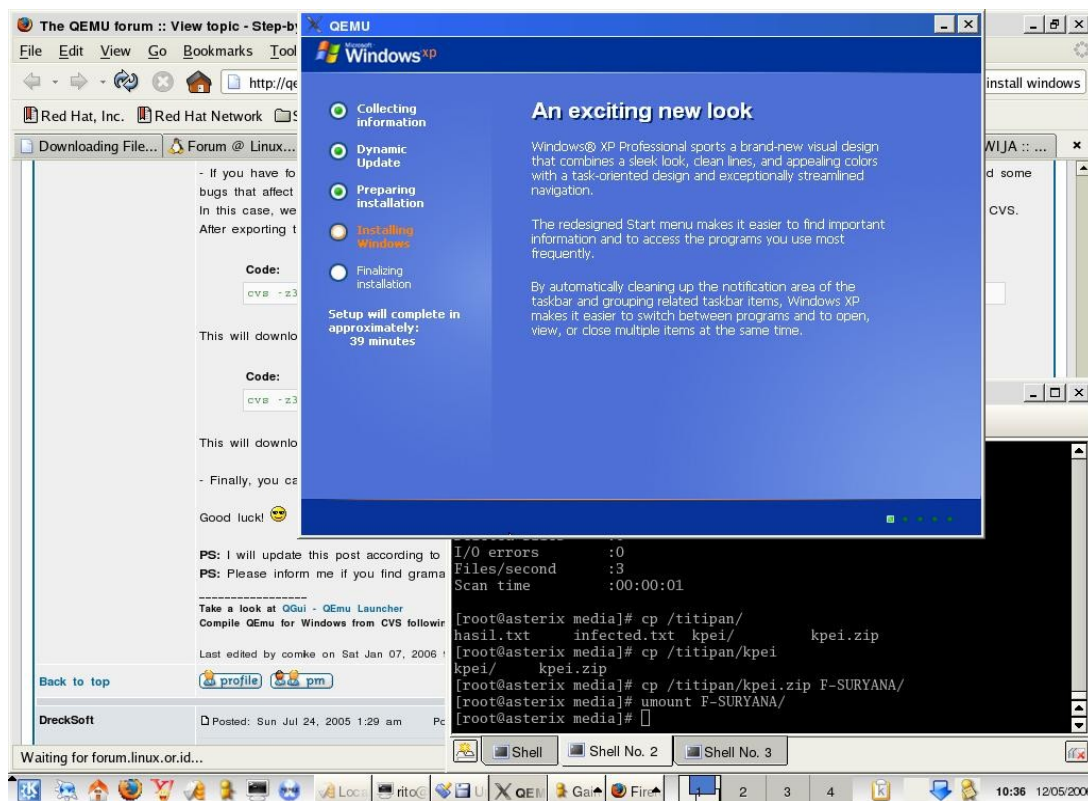 The QEMU forum :: View topic - Step-b
File Edit View Go Bookmarks Tool
http://qe
install windows
Red Hat, Inc. Red Hat Network
Downloading File... Forum @ Linux...
WIJA :: ...
- If you have fo
bugs that affect
In this case, we
After exporting t
d some
CVS.
Code:
cvs -z3
This will downlo
Code:
cvs -z3
This will downlo
- Finally, you ca
Good luck!
PS: I will update this post according to
PS: Please inform me if you find grama
Take a look at QGui - QEmu Launcher
Compile QEmu for Windows from CVS followin
Last edited by comke on Sat Jan 07, 2006
Back to top
profile pm
DreckSoft
Posted: Sun Jul 24, 2005 1:29 am
Waiting for forum.linux.or.id...
QEMU
Microsoft
Windows xp
Collecting
information
Dynamic
Update
Preparing
installation
Installing
Windows
Finalizing
installation
Setup will complete in
approximately:
39 minutes
An exciting new look
Windows® XP Professional sports a brand-new visual design
that combines a sleek look, clean lines, and appealing colors
with a task-oriented design and exceptionally streamlined
navigation.
The redesigned Start menu makes it easier to find important
information and to access the programs you use most
frequently.
By automatically cleaning up the notification area of the
taskbar and grouping related taskbar items, Windows XP
makes it easier to switch between programs and to open,
view, or close multiple items at the same time.
I/O errors :0
Files/second :3
Scan time :00:00:01
[root@asterix media]# cp /titipan/
hasil.txt infected.txt kpei/ kpei.zip
[root@asterix media]# cp /titipan/kpei
kpei/ kpei.zip
[root@asterix media]# cp /titipan/kpei.zip F-SURYANA/
[root@asterix media]# umount F-SURYANA/
[root@asterix media]#
Shell Shell No. 2 Shell No. 3
Loc rito@ U QEM Gai Firef 1 2 3 4 10:36 12/05/200